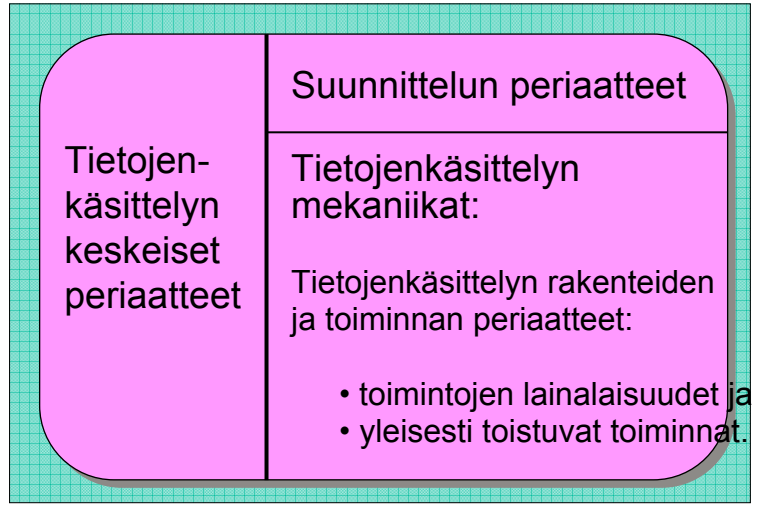 Tietojen-
käsittelyn
keskeiset
periaatteet
Suunnittelun periaatteet
Tietojenkäsittelyn
mekaniikat:
Tietojenkäsittelyn rakenteiden
ja toiminnan periaatteet:
• toimintojen lainalaisuudet ja
• yleisesti toistuvat toiminnat.